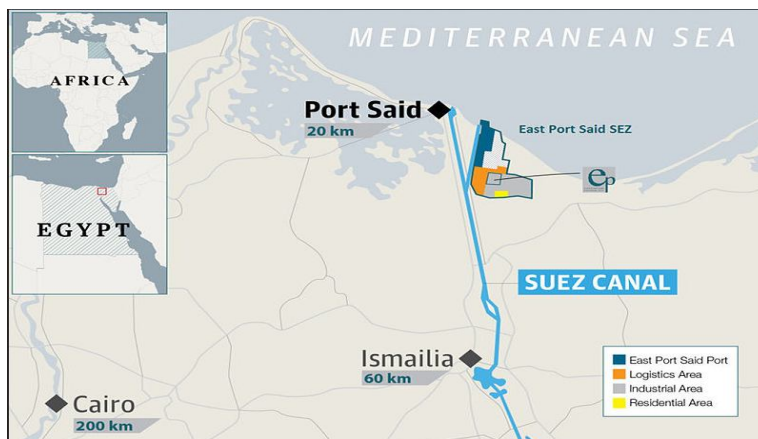 MEDITERRANEAN SEA
AFRICA
Port Said
20 km
East Port Said SEZ
ep
EGYPT
SUEZ CANAL
Ismailia
60 km
East Port Said Port
Logistics Area
Industrial Area
Residential Area
Cairo
200 km